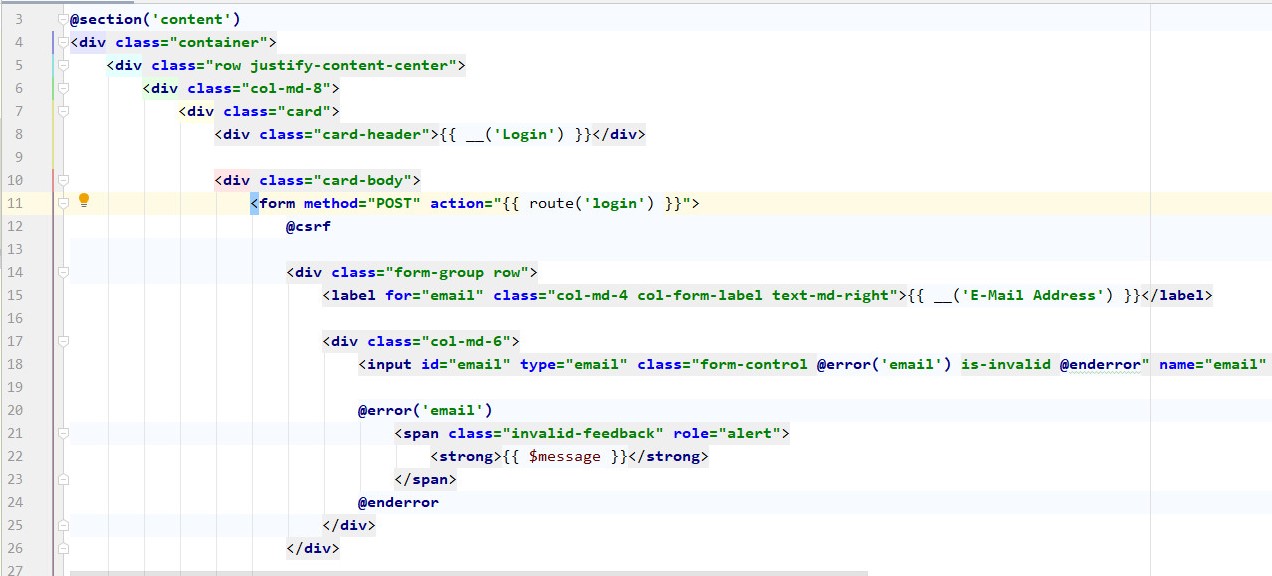 3 @section('content')
4 <div class="container">
5 <div class="row justify-content-center">
6 <div class="col-md-8">
7 <div class="card">
8 <div class="card-header">{{ __('Login') }}</div>
9
10 <div class="card-body">
11 <form method="POST" action="{{ route('login') }}">
12 @csrf
13
14 <div class="form-group row">
15 <label for="email" class="col-md-4 col-form-label text-md-right">{{ __('E-Mail Address') }}</label>
16
17 <div class="col-md-6">
18 <input id="email" type="email" class="form-control @error('email') is-invalid @enderror" name="email"
19
20 @error('email')
21 <span class="invalid-feedback" role="alert">
22 <strong>{{ $message }}</strong>
23 </span>
24 @enderror
25 </div>
26 </div>
27